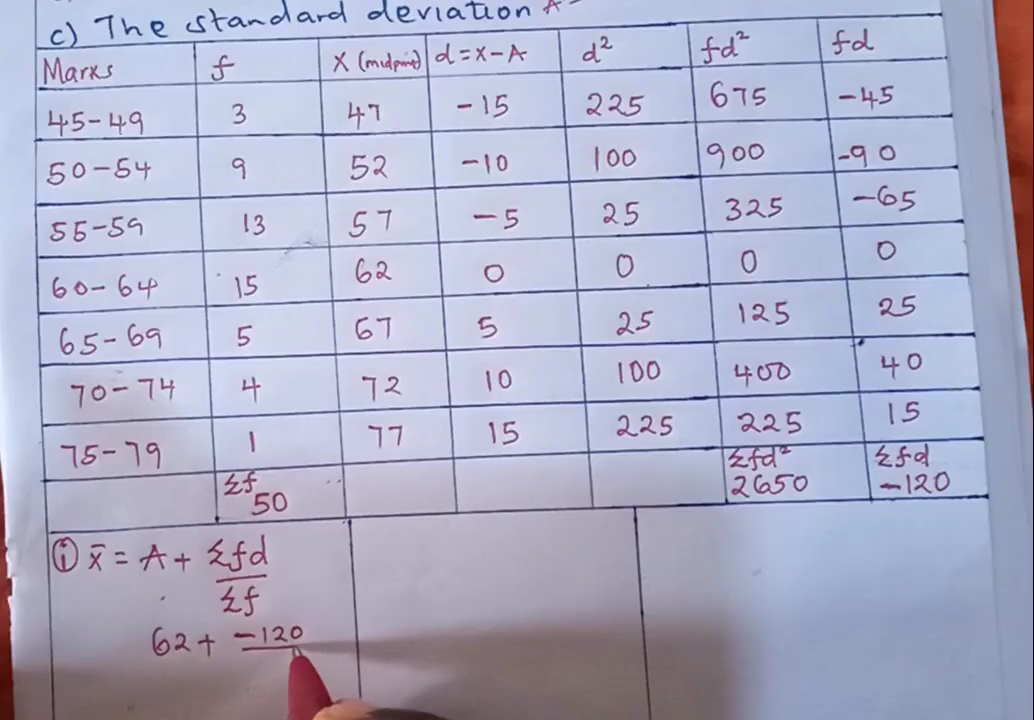 c) The standard deviation A
Marks f X (midpoint) d=x-A d² fd² fd
45-49 3 47 -15 225 675 -45
50-54 9 52 -10 100 900 -90
55-59 13 57 -5 25 325 -65
60-64 15 62 0 0 0 0
65-69 5 67 5 25 125 25
70-74 4 72 10 100 400 40
75-79 1 77 15 225 225 15
Σf 50 Σfd² 2650 Σfd -120
(i) x̄ = A + Σfd/Σf
62 + -120